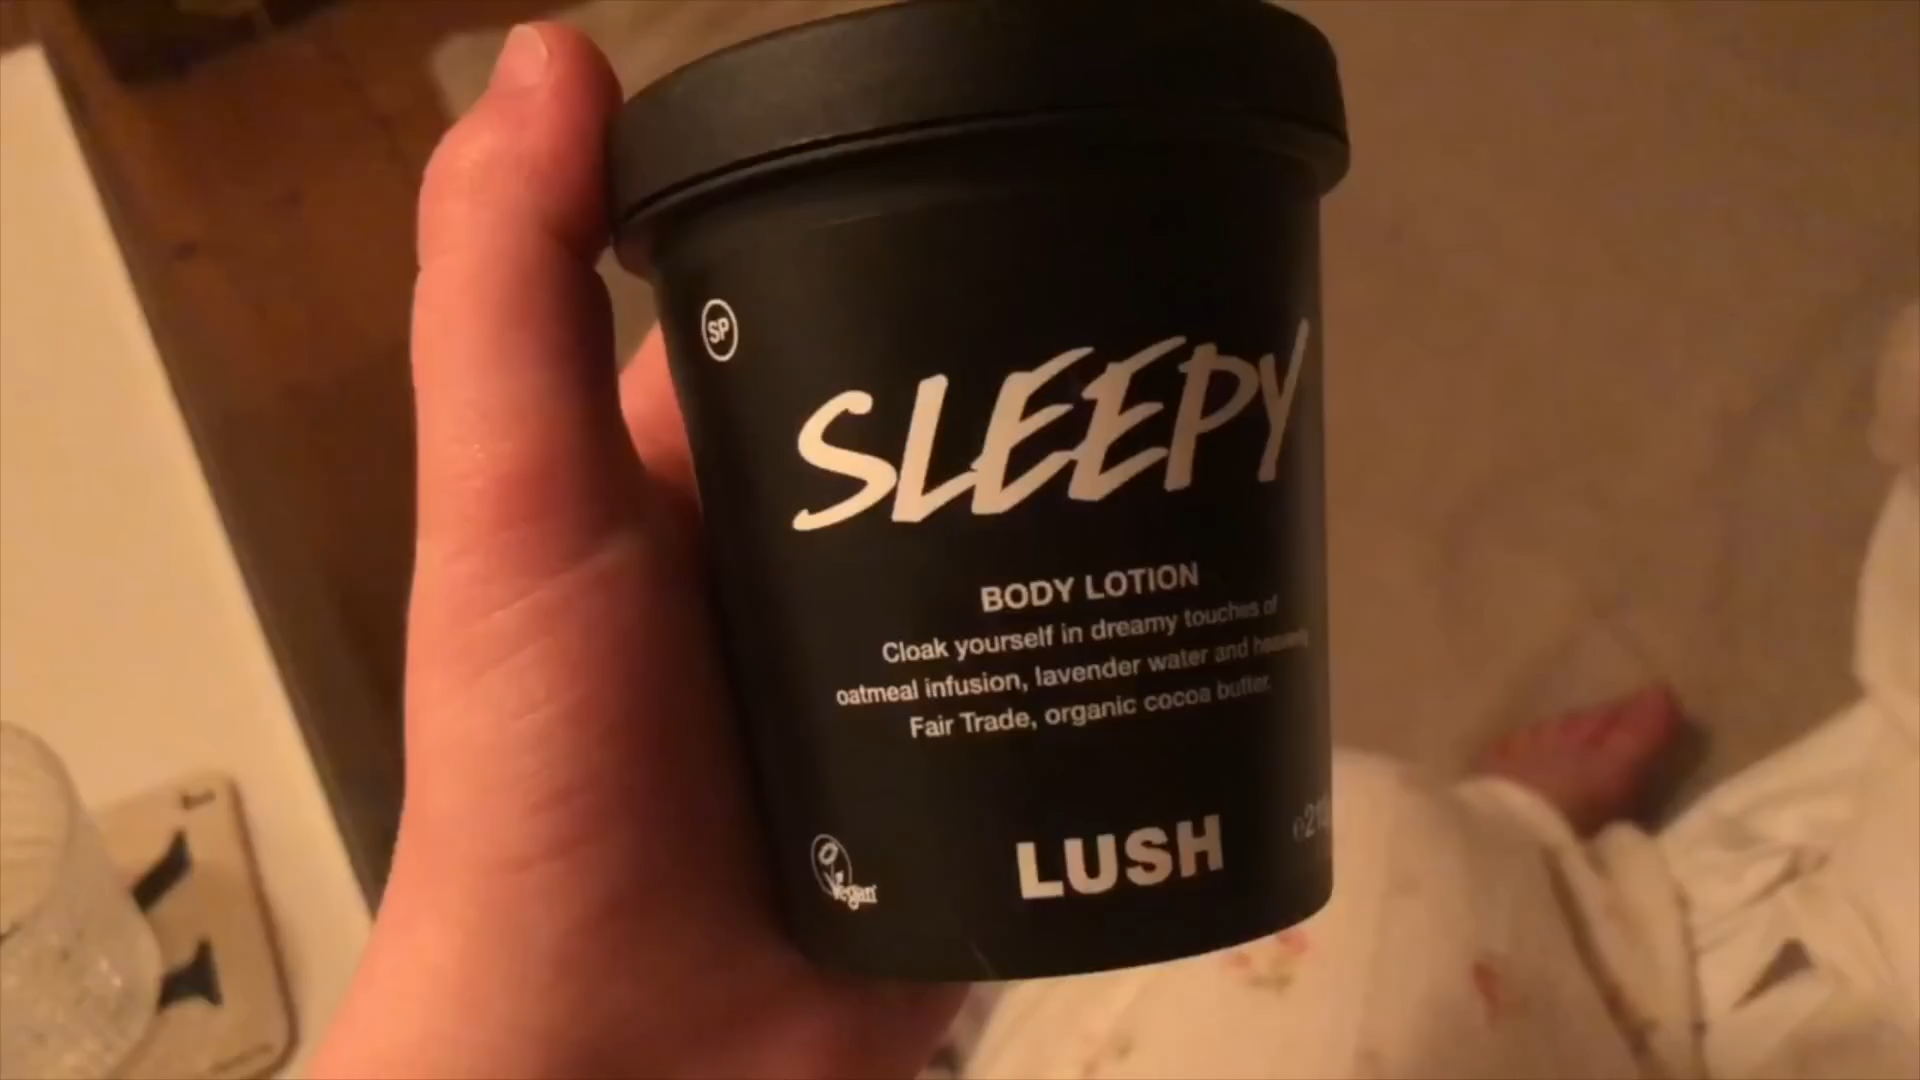 SP
SLEEPY
BODY LOTION
Cloak yourself in dreamy touches of
oatmeal infusion, lavender water and heavenly
Fair Trade, organic cocoa butter.
Vegan
LUSH